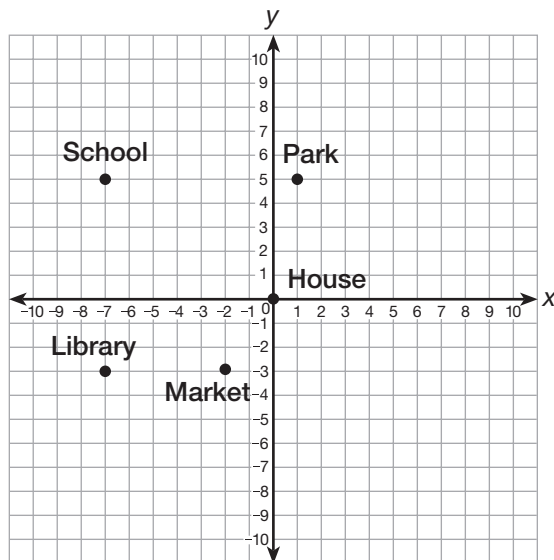 y
10
9
8
7
6
5
4
3
2
1
School
Park
House
x
–10 –9 –8 –7 –6 –5 –4 –3 –2 –1 0 1 2 3 4 5 6 7 8 9 10
–1
–2
Library
–3
Market
–4
–5
–6
–7
–8
–9
–10